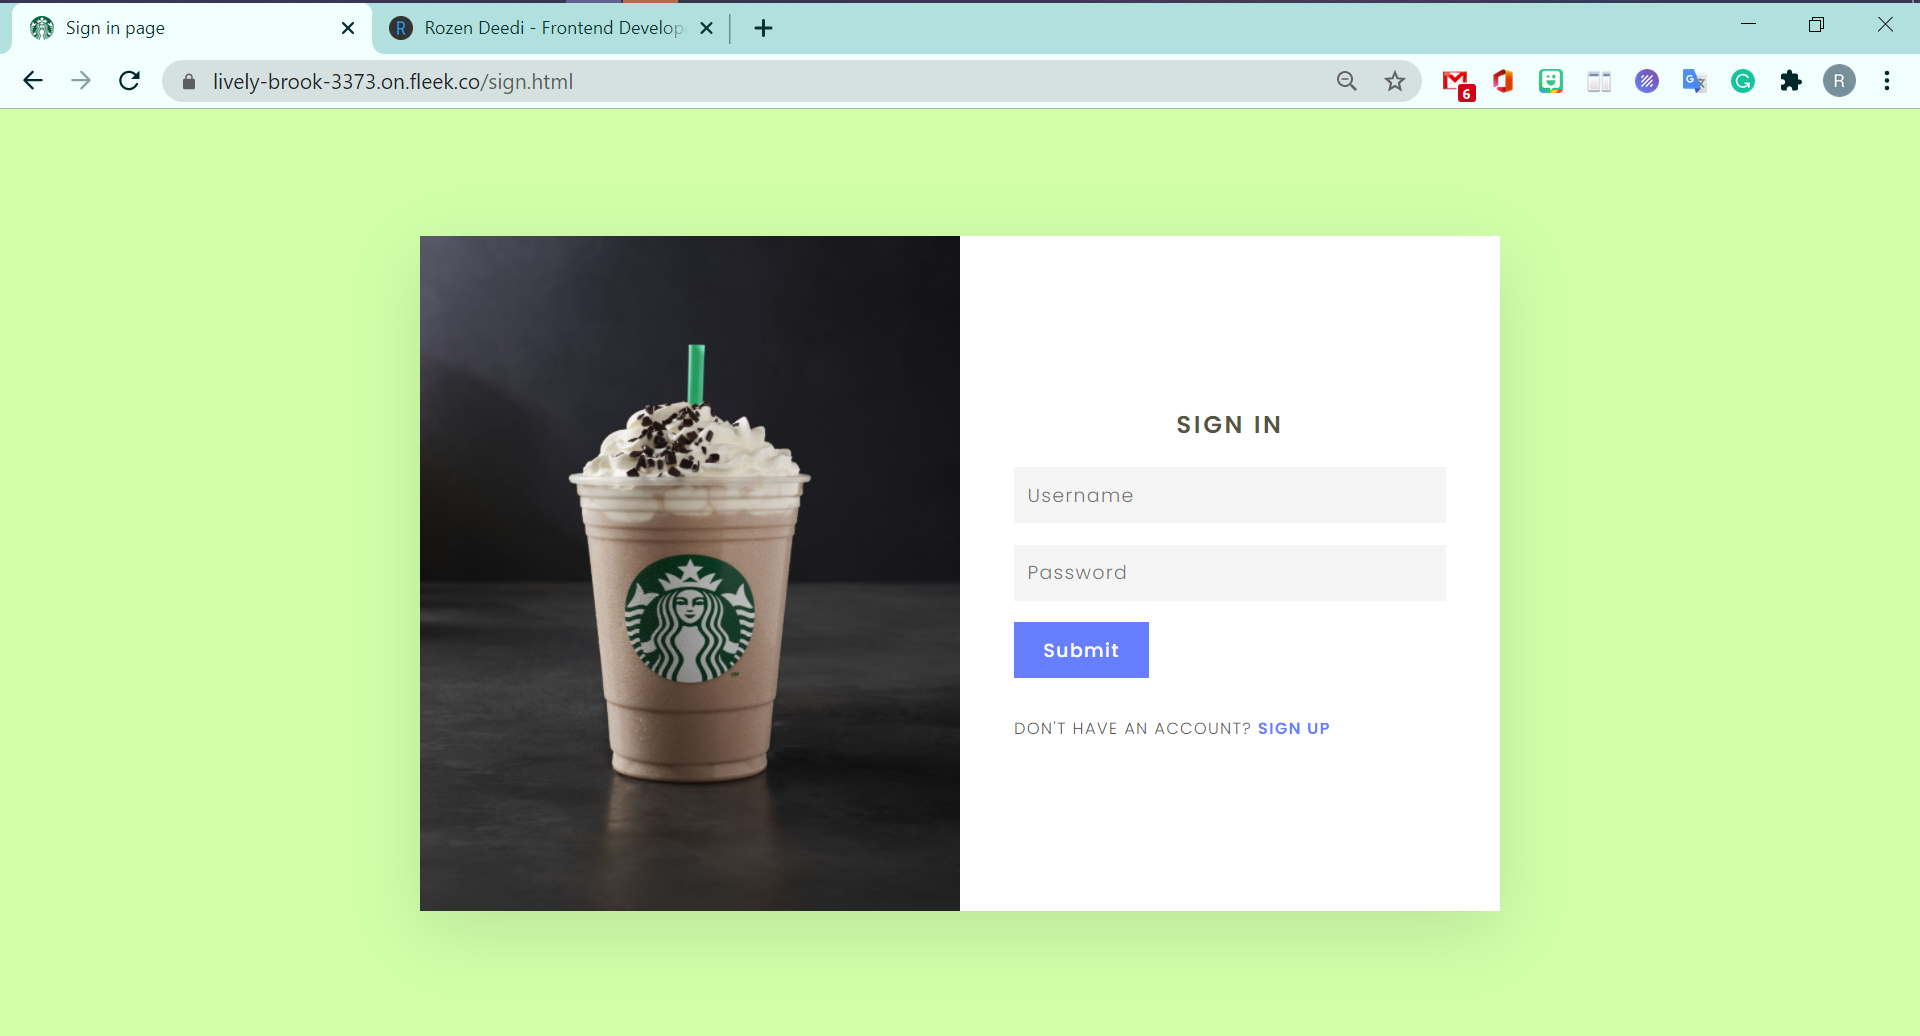 Sign in page
R Rozen Deedi - Frontend Develop
lively-brook-3373.on.fleek.co/sign.html
6
G
R
SIGN IN
Username
Password
Submit
DON'T HAVE AN ACCOUNT? SIGN UP